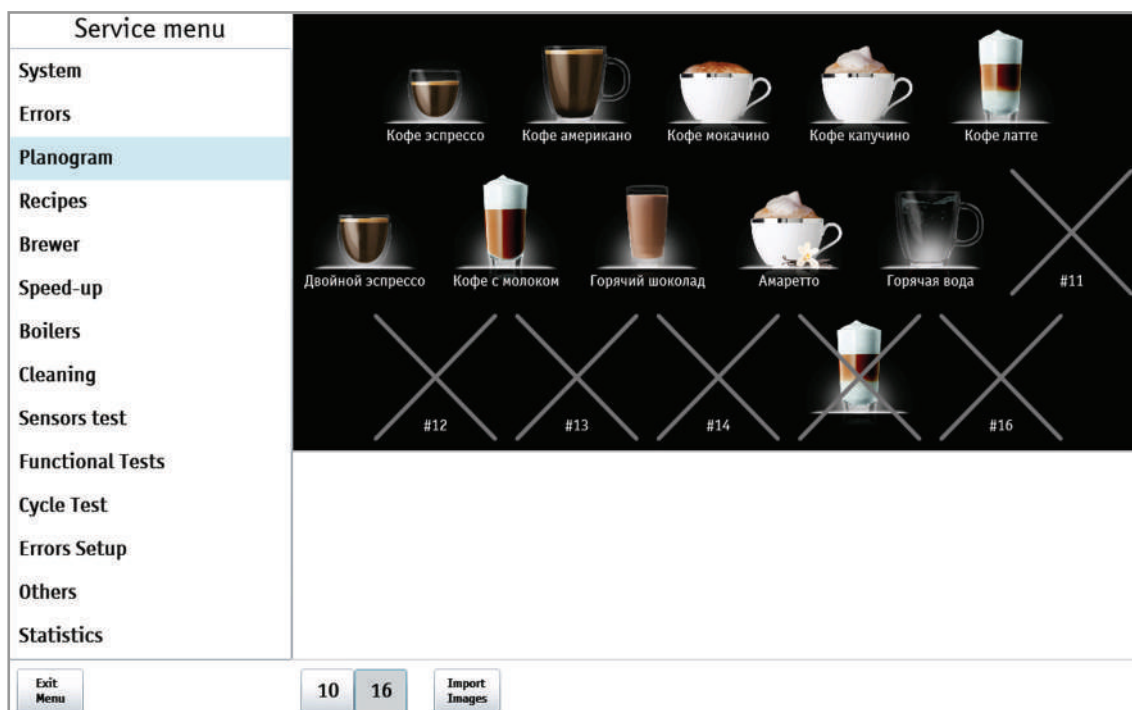 Service menu
System
Errors
Planogram
Recipes
Brewer
Speed-up
Boilers
Cleaning
Sensors test
Functional Tests
Cycle Test
Errors Setup
Others
Statistics
Exit
Menu
Кофе эспрессо Кофе американо Кофе мокачино Кофе капучино Кофе латте
Двойной эспрессо Кофе с молоком Горячий шоколад Амаретто Горячая вода #11
#12 #13 #14 #16
10 16
Import
Images